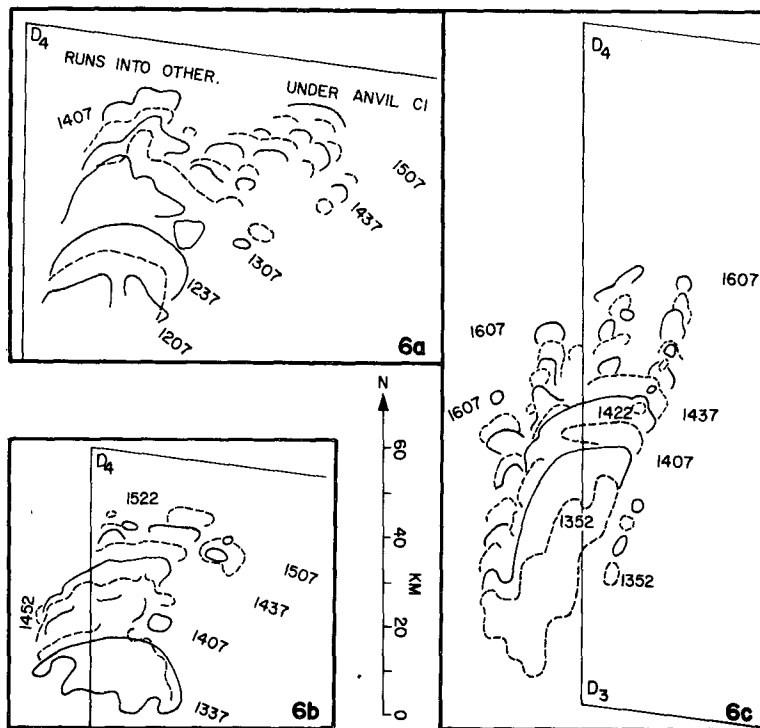 D4
RUNS INTO OTHER.
UNDER ANVIL CI
1407
1507
1437
1307
1237
1207
6a
D4
1522
1507
1452
1437
1407
1337
6b
N
60
40
KM
20
0
D4
1607
1607
1607
1422
1437
1407
1352
1352
D3
6c